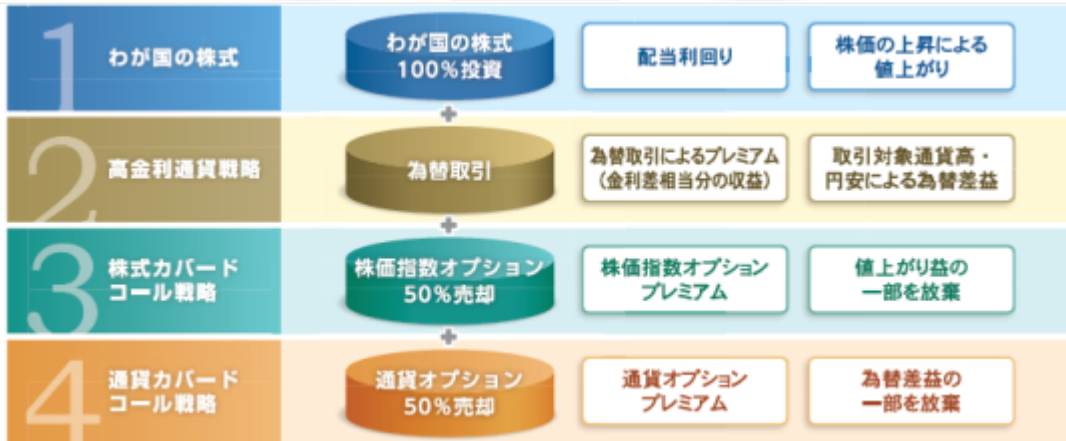 1
わが国の株式
わが国の株式
100%投資
配当利回り
株価の上昇による
値上がり
+
2
高金利通貨戦略
為替取引
為替取引によるプレミアム
(金利差相当分の収益)
取引対象通貨高・
円安による為替差益
+
3
株式カバード
コール戦略
株価指数オプション
50%売却
株価指数オプション
プレミアム
値上がり益の
一部を放棄
+
4
通貨カバード
コール戦略
通貨オプション
50%売却
通貨オプション
プレミアム
為替差益の
一部を放棄